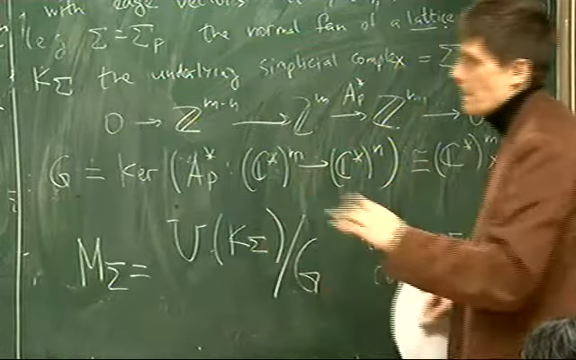 with edge vectors
(e.g. Σ = Σ_P the normal fan of a lattice
K_Σ the underlying simplicial complex = Σ
0 → ℤ^{m-n} → ℤ^m →^{A_P^*} ℤ^n → 0
G = Ker (A_P^* : (ℂ^*)^m → (ℂ^*)^n) ≅ (ℂ^*)^m
M_Σ = U(K_Σ)/G